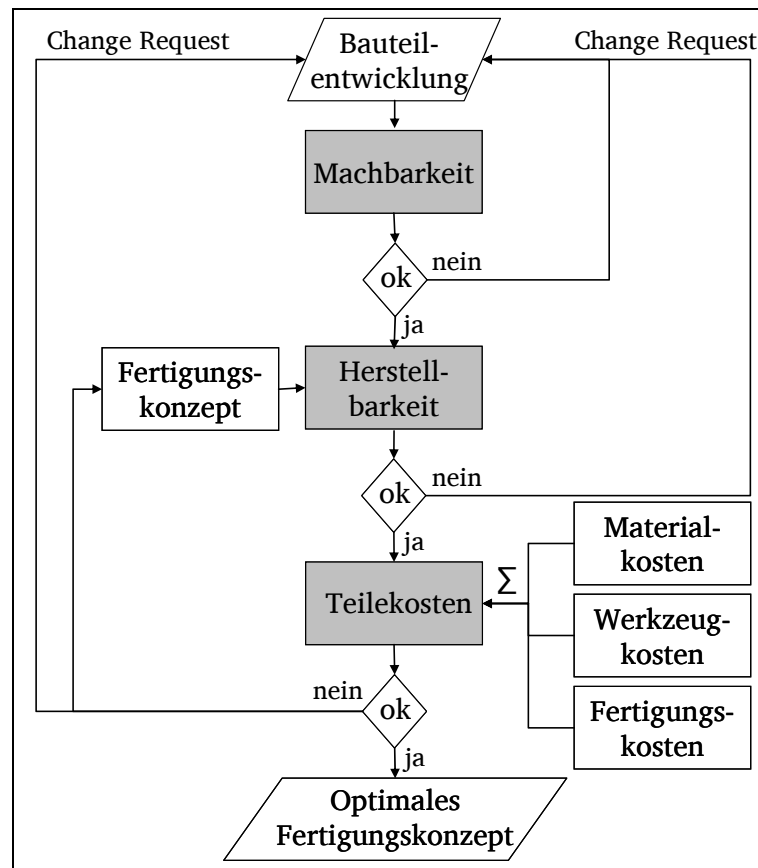 Change Request
Bauteil-
entwicklung
Change Request
Machbarkeit
ok
nein
ja
Fertigungs-
konzept
Herstell-
barkeit
ok
nein
ja
Material-
kosten
Σ
Teilekosten
Werkzeug-
kosten
nein
ok
Fertigungs-
kosten
ja
Optimales
Fertigungskonzept